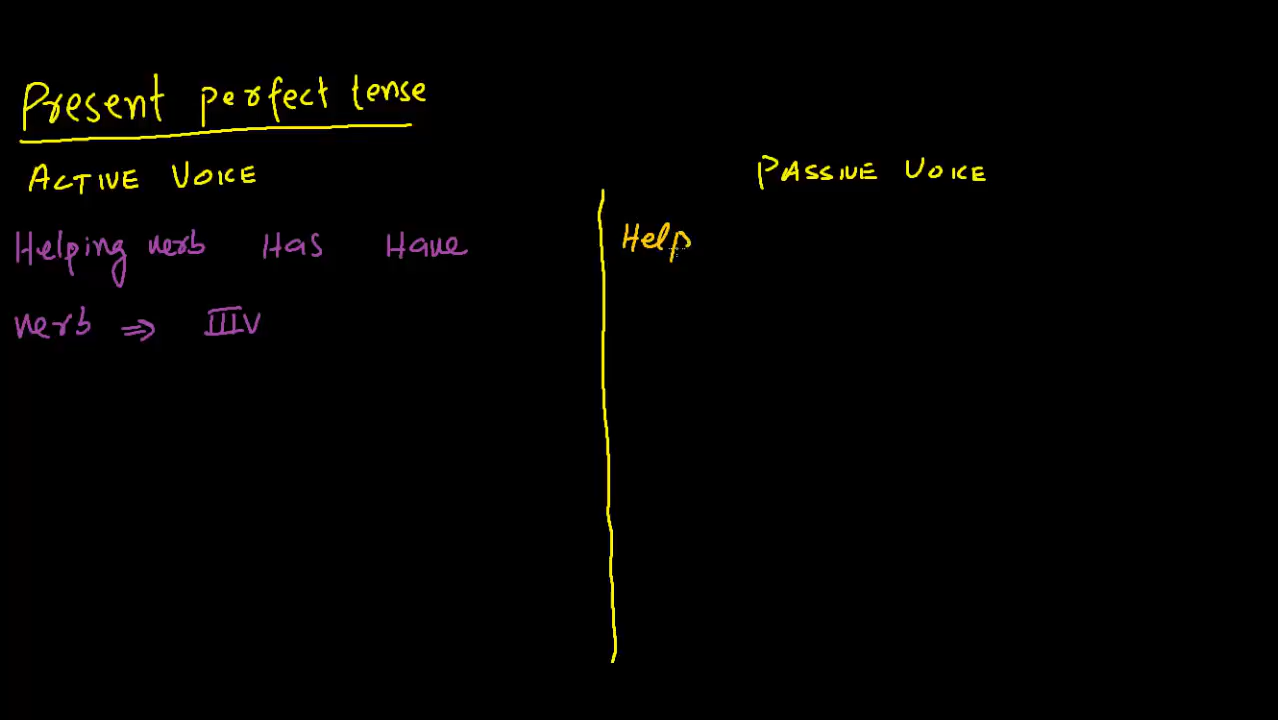 Present perfect tense
ACTIVE VOICE
PASSIVE VOICE
Helping verb Has Have
Help
verb ⇒ IIIV